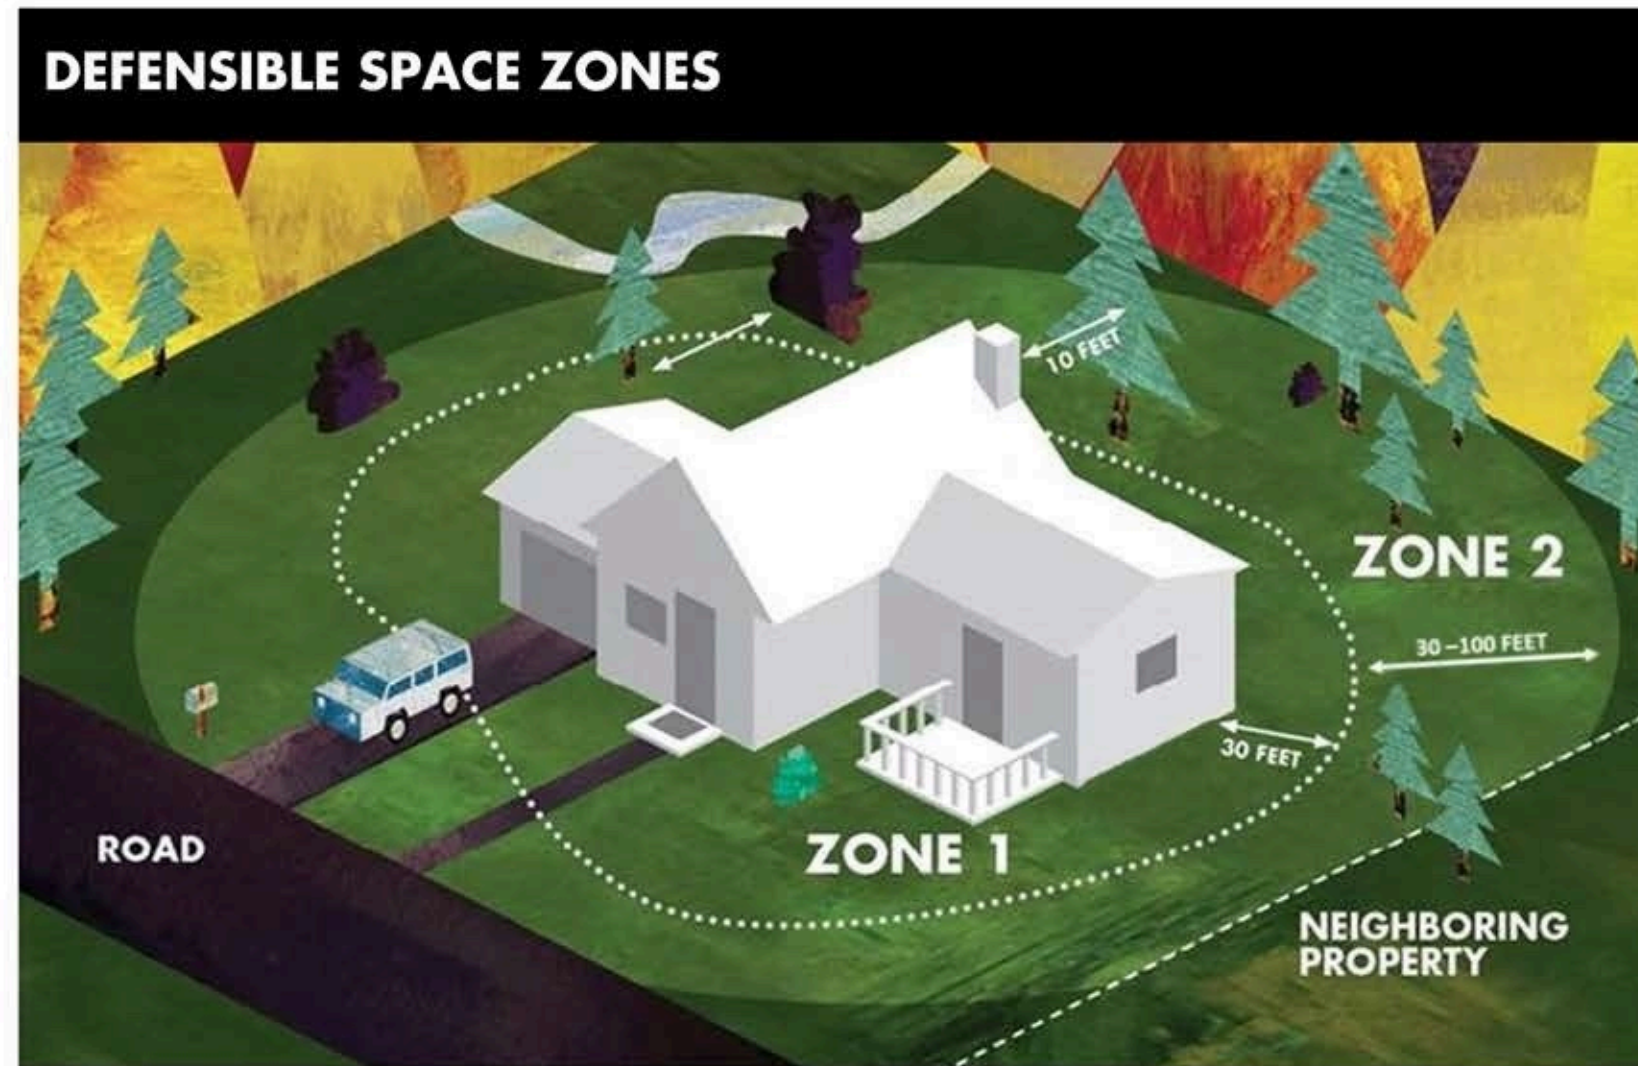 DEFENSIBLE SPACE ZONES
10 FEET
ZONE 2
30–100 FEET
30 FEET
ROAD
ZONE 1
NEIGHBORING
PROPERTY